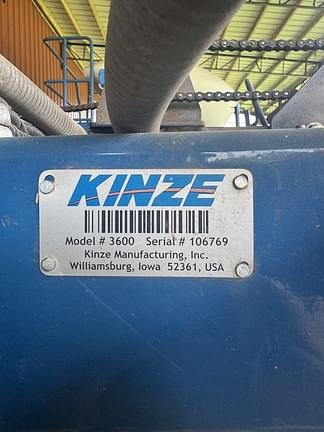 KINZE
Model # 3600 Serial # 106769
Kinze Manufacturing, Inc.
Williamsburg, Iowa 52361, USA